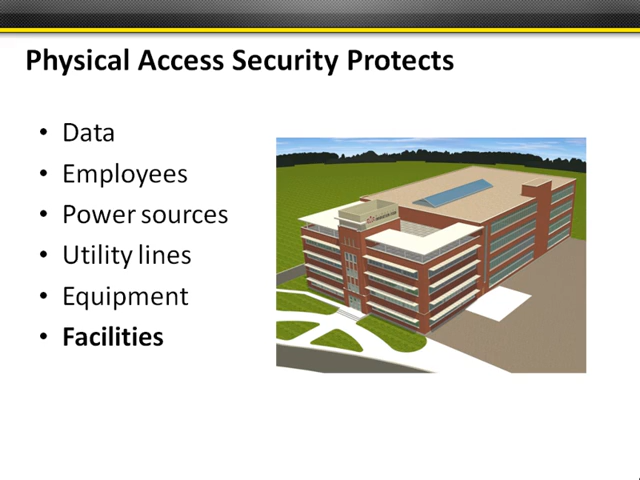 Physical Access Security Protects
• Data
• Employees
• Power sources
• Utility lines
• Equipment
• Facilities